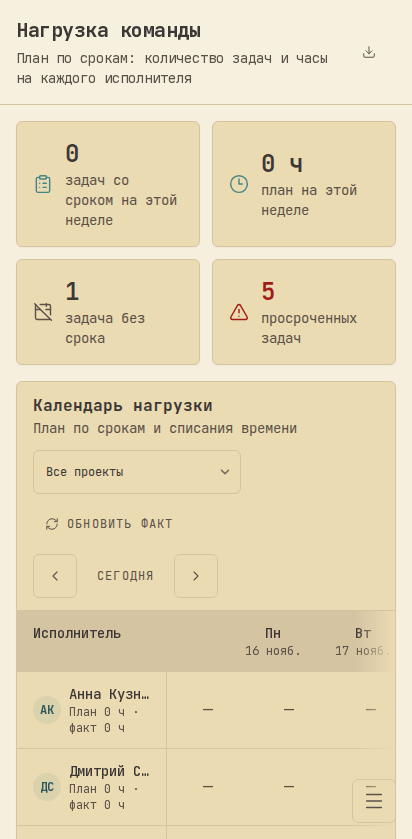 Нагрузка команды
План по срокам: количество задач и часы
на каждого исполнителя
0
задач со
сроком на этой
неделе
0 ч
план на этой
неделе
1
задача без
срока
5
просроченных
задач
Календарь нагрузки
План по срокам и списания времени
Все проекты
ОБНОВИТЬ ФАКТ
СЕГОДНЯ
Исполнитель
Пн
16 нояб.
Вт
17 нояб.
АК
Анна Кузн…
План 0 ч ·
факт 0 ч
— — —
ДС
Дмитрий С…
План 0 ч ·
факт 0 ч
— — —